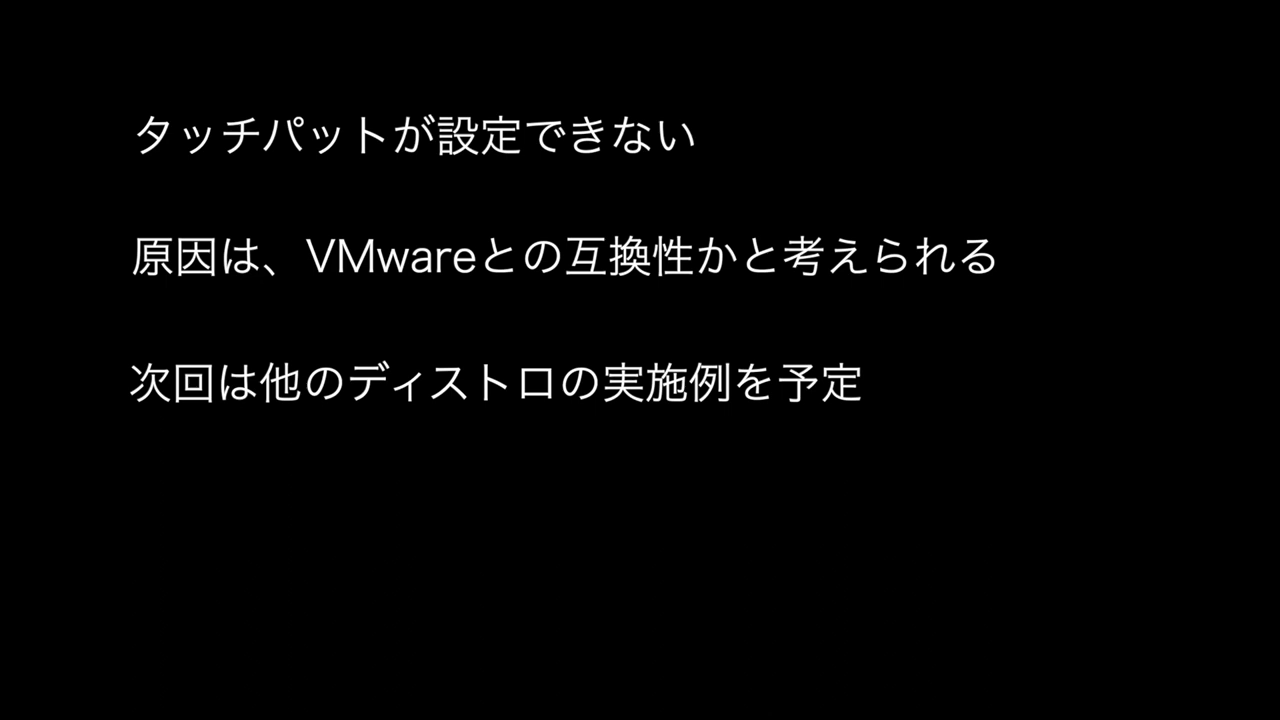 タッチパットが設定できない
原因は、VMwareとの互換性かと考えられる
次回は他のディストロの実施例を予定